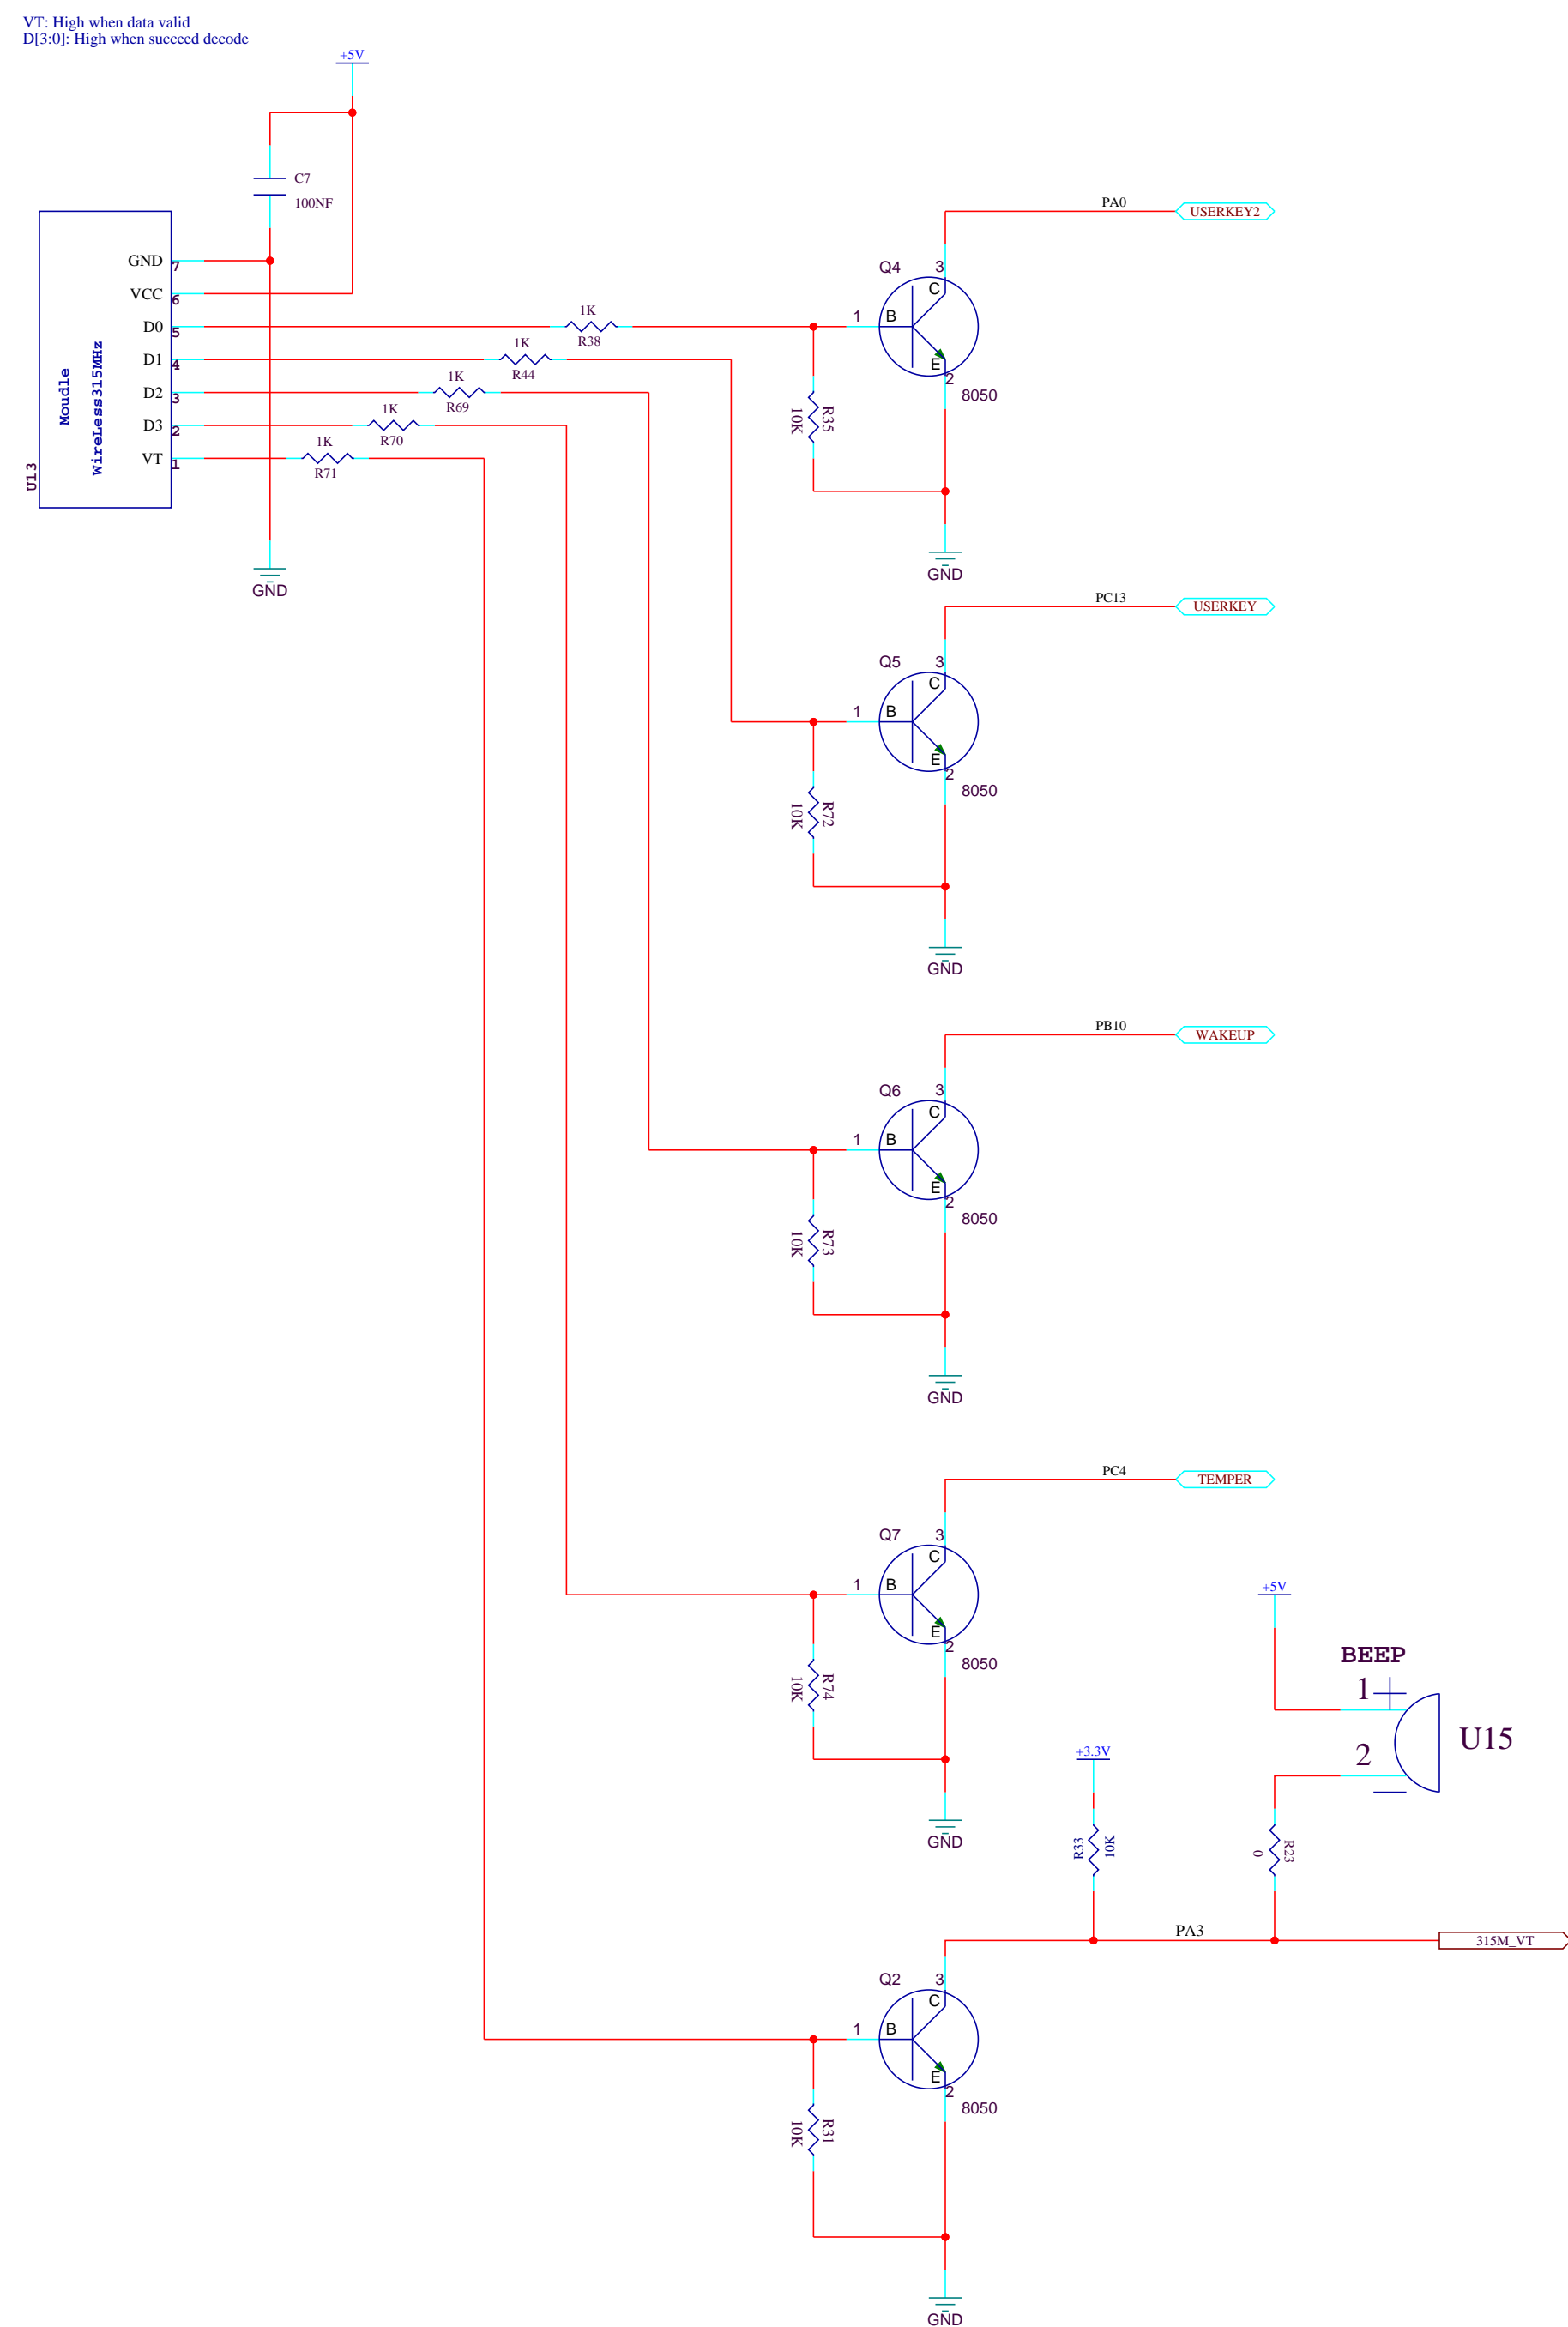 VT: High when data valid
D[3:0]: High when succeed decode
+5V
C7
100NF
GND 7
VCC 6
D0 5
D1 4
D2 3
D3 2
VT 1
U13
Moudle
WireLess315MHz
GND
1K
R38
1K
R44
1K
R69
1K
R70
1K
R71
PA0
USERKEY2
Q4
3
C
1
B
E
2
8050
R35
10K
GND
PC13
USERKEY
Q5
3
C
1
B
E
2
8050
R72
10K
GND
PB10
WAKEUP
Q6
3
C
1
B
E
2
8050
R73
10K
GND
PC4
TEMPER
Q7
3
C
1
B
E
2
8050
R74
10K
GND
+5V
BEEP
1
2
U15
+3.3V
R33
10K
R23
0
PA3
315M_VT
Q2
3
C
1
B
E
2
8050
R31
10K
GND